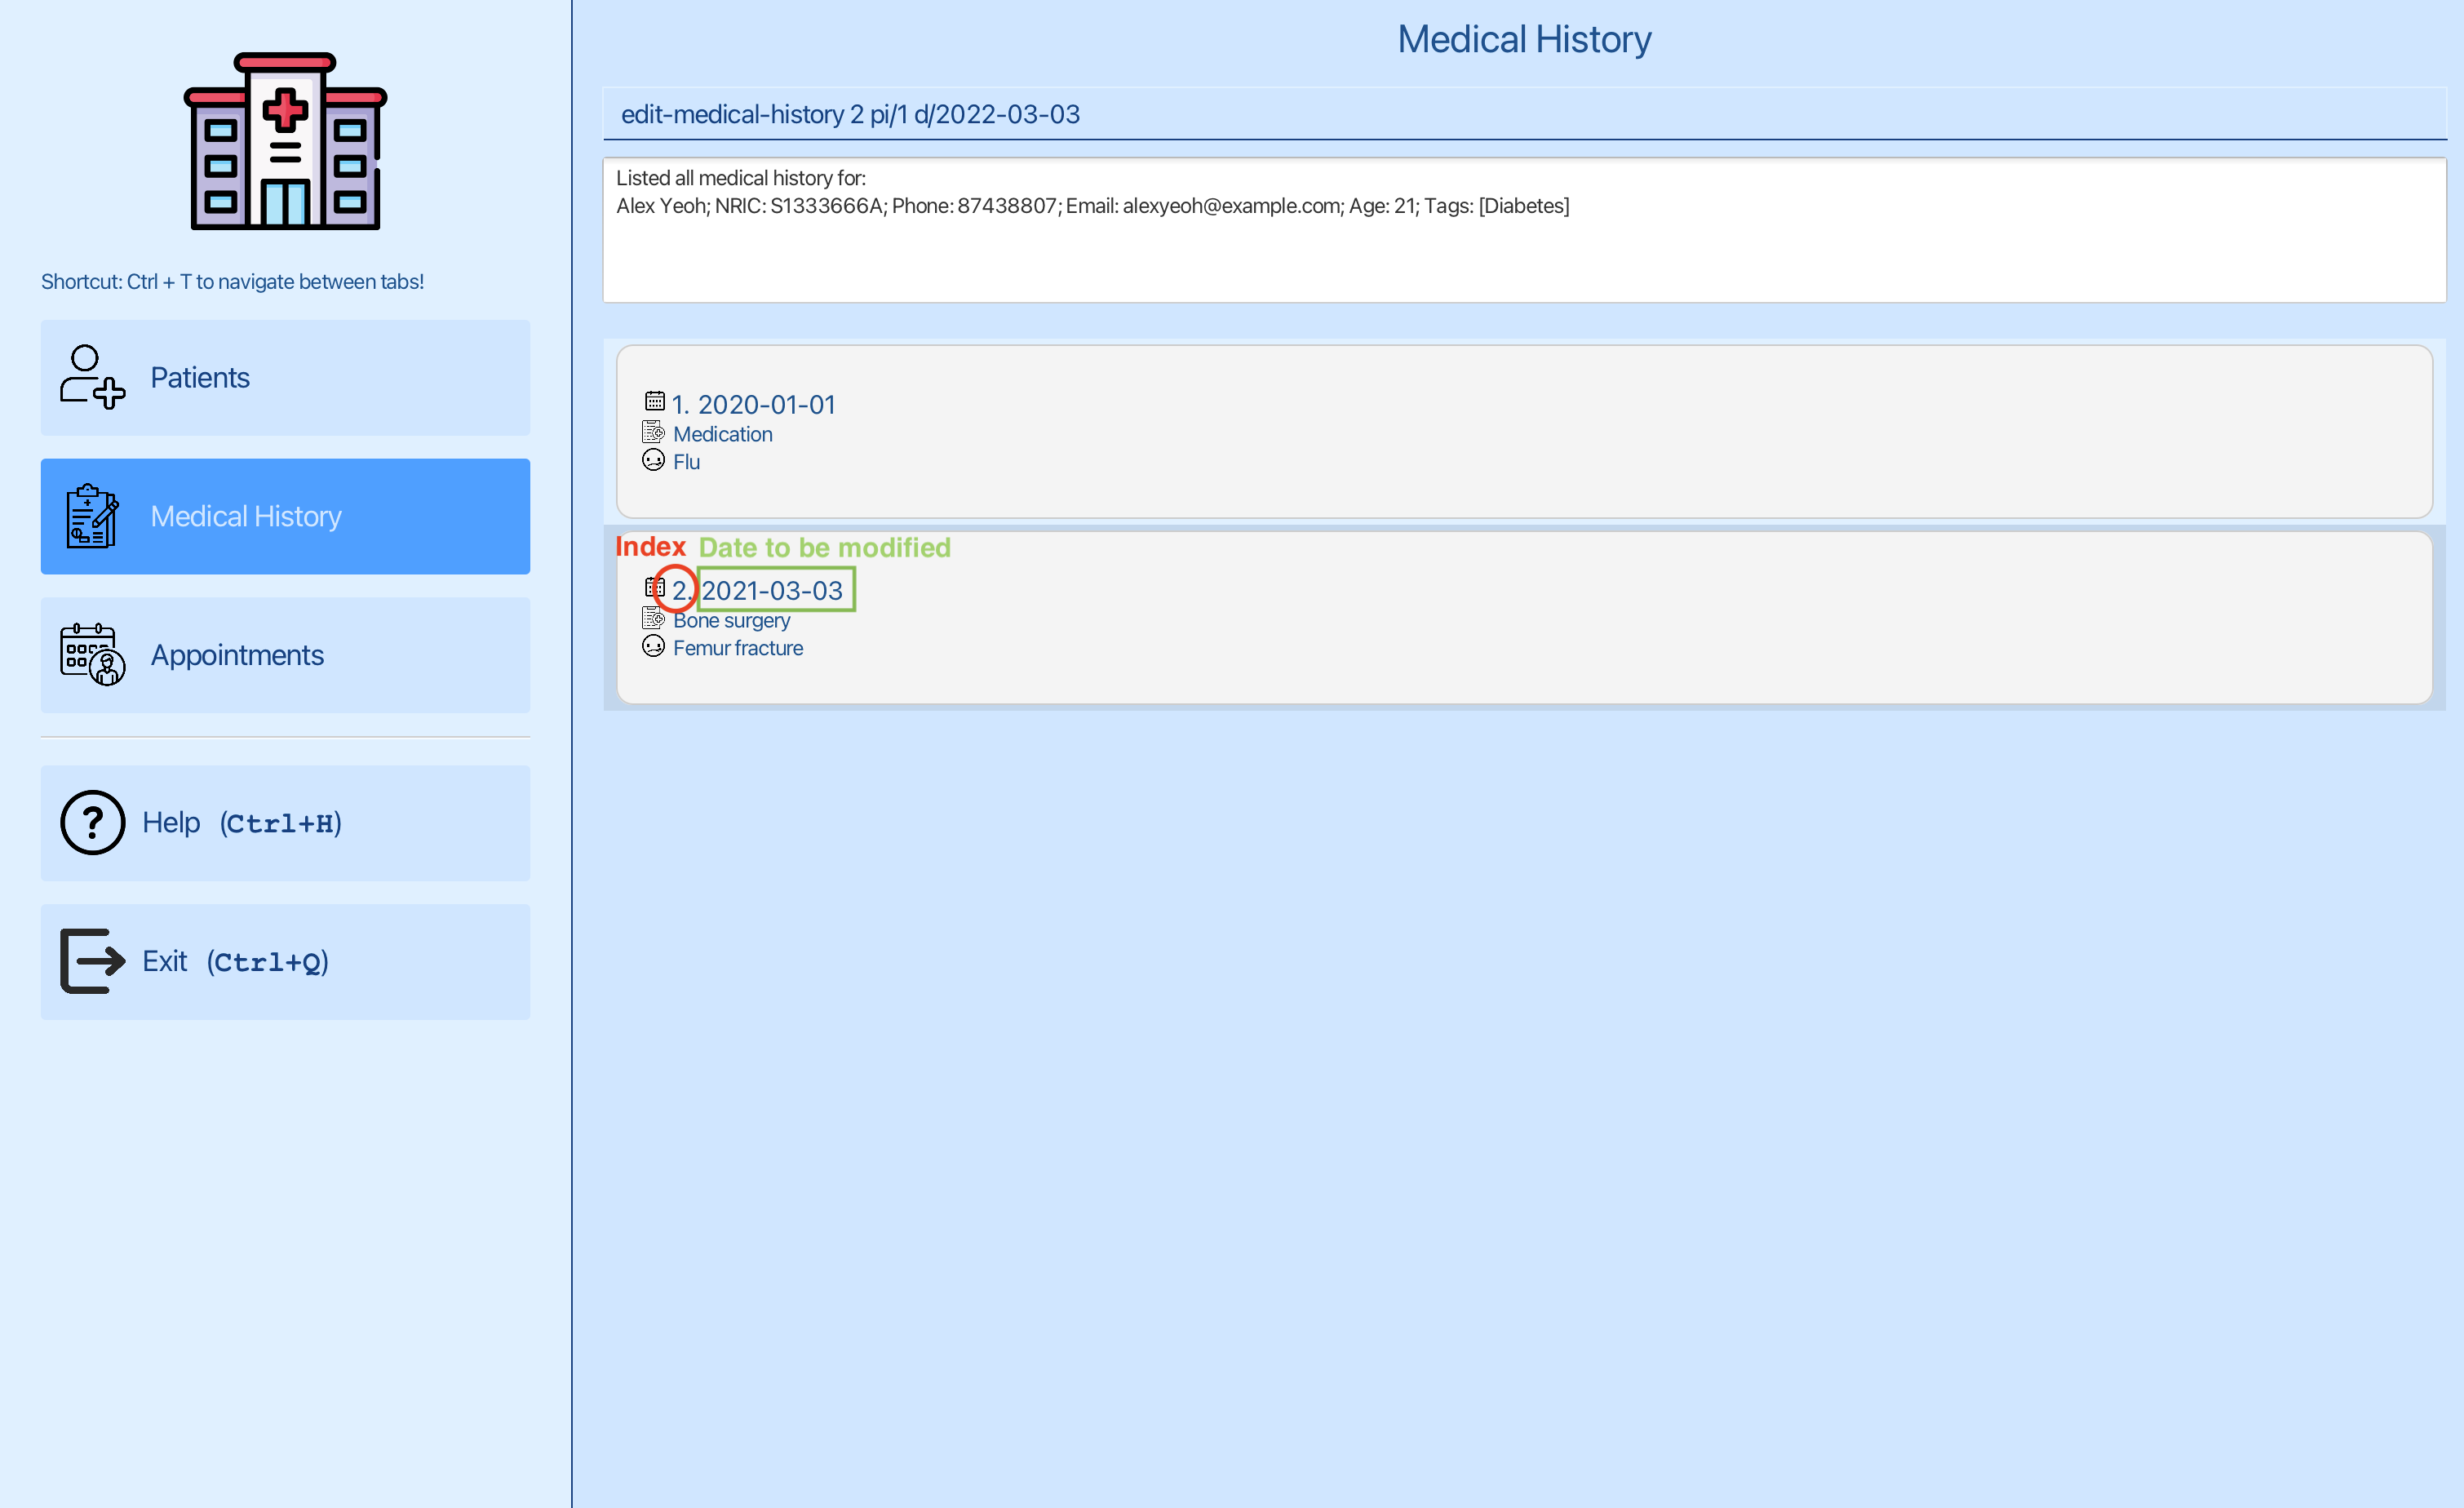 Shortcut: Ctrl + T to navigate between tabs!
Patients
Medical History
Appointments
Help (Ctrl+H)
Exit (Ctrl+Q)
Medical History
edit-medical-history 2 pi/1 d/2022-03-03
Listed all medical history for:
Alex Yeoh; NRIC: S1333666A; Phone: 87438807; Email: alexyeoh@example.com; Age: 21; Tags: [Diabetes]
1. 2020-01-01
Medication
Flu
Index Date to be modified
2. 2021-03-03
Bone surgery
Femur fracture